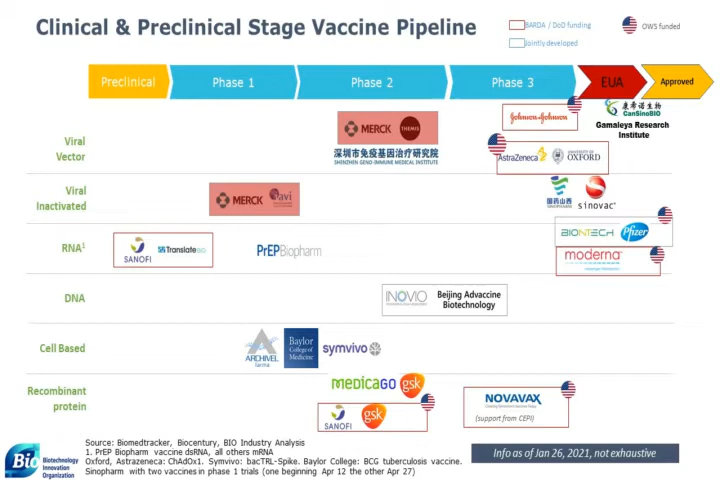 Clinical & Preclinical Stage Vaccine Pipeline
BARDA / DoD funding
Jointly developed
OWS funded
Preclinical
Phase 1
Phase 2
Phase 3
EUA
Approved
Viral
Vector
MERCK
THEMIS
深圳市免疫基因治疗研究院
SHENZHEN GENO-IMMUNE MEDICAL INSTITUTE
Johnson & Johnson
AstraZeneca
UNIVERSITY OF
OXFORD
康希诺生物
CanSinoBIO
Gamaleya Research
Institute
Viral
Inactivated
MERCK
iavi
国药山西
sinovac
RNA1
SANOFI
TranslateBIO
PrEPBiopharm
BIONTECH
Pfizer
moderna
DNA
INOVIO
Beijing Advaccine
Biotechnology
Cell Based
ARCHIVEL
farma
Baylor
College of
Medicine
symvivo
Recombinant
protein
MEDICAGO
gsk
SANOFI
gsk
NOVAVAX
(support from CEPI)
Source: Biomedtracker, Biocentury, BIO Industry Analysis
1. PrEP Biopharm vaccine dsRNA, all others mRNA
Oxford, Astrazeneca: ChAdOx1. Symvivo: bacTRL-Spike. Baylor College: BCG tuberculosis vaccine.
Sinopharm with two vaccines in phase 1 trials (one beginning Apr 12 the other Apr 27)
Info as of Jan 26, 2021, not exhaustive
Bio
Biotechnology
Innovation
Organization